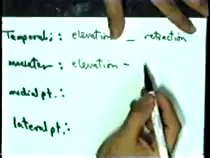 Temporalis: elevation _ retraction
masseter: elevation -
medial pt.:
lateral pt.: